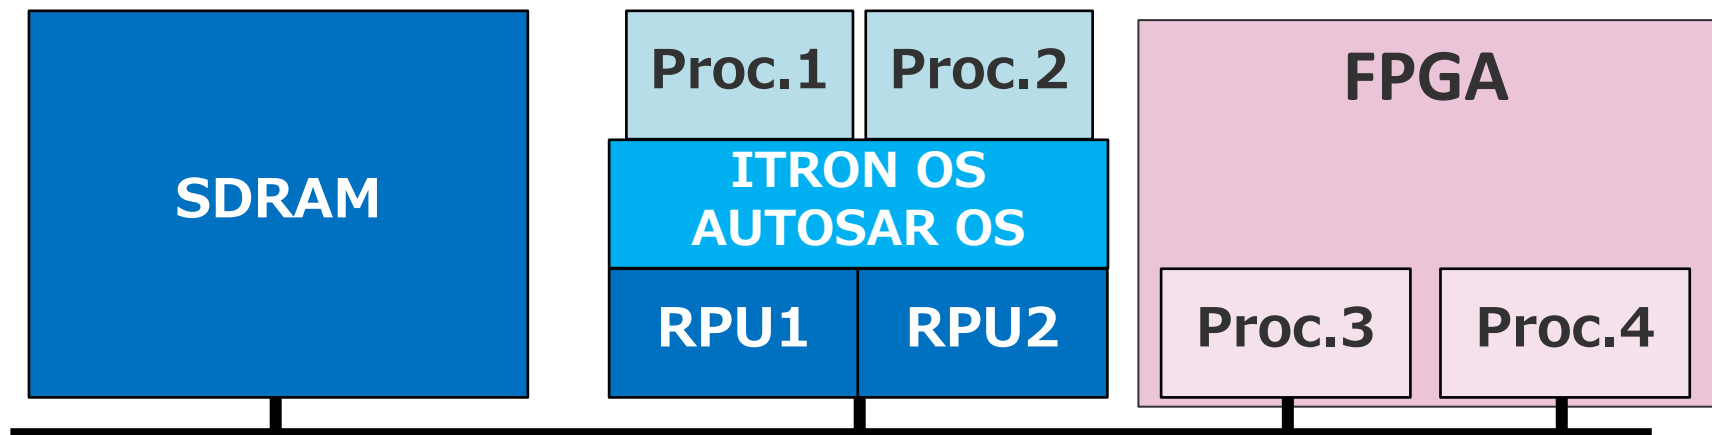 SDRAM
Proc.1
Proc.2
ITRON OS
AUTOSAR OS
RPU1
RPU2
FPGA
Proc.3
Proc.4